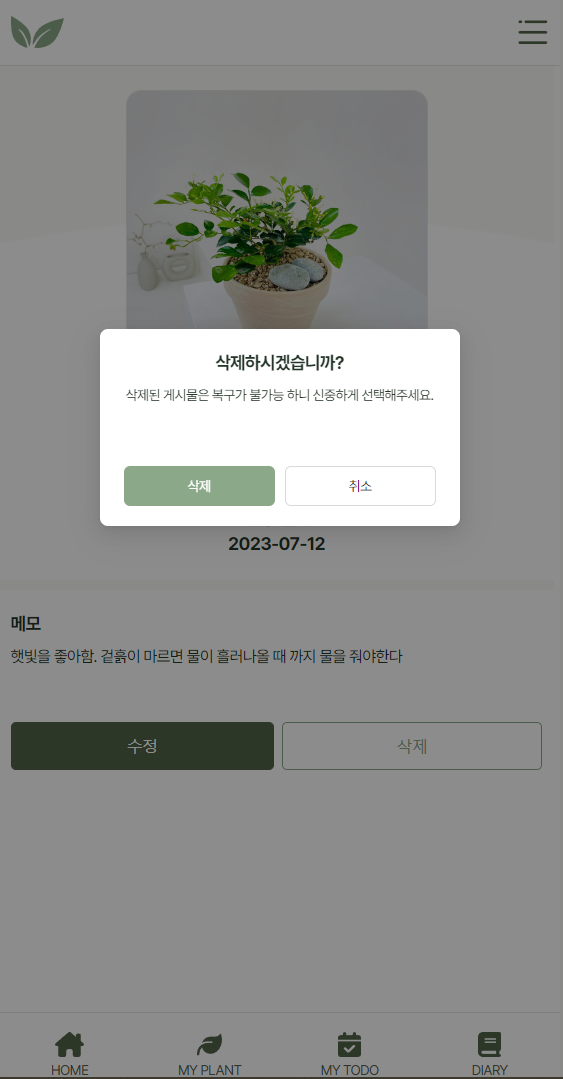 삭제하시겠습니까?
삭제된 게시물은 복구가 불가능 하니 신중하게 선택해주세요.
삭제 취소
2023-07-12
메모
햇빛을 좋아함. 겉흙이 마르면 물이 흘러나올 때 까지 물을 줘야한다
수정 삭제
HOME MY PLANT MY TODO DIARY